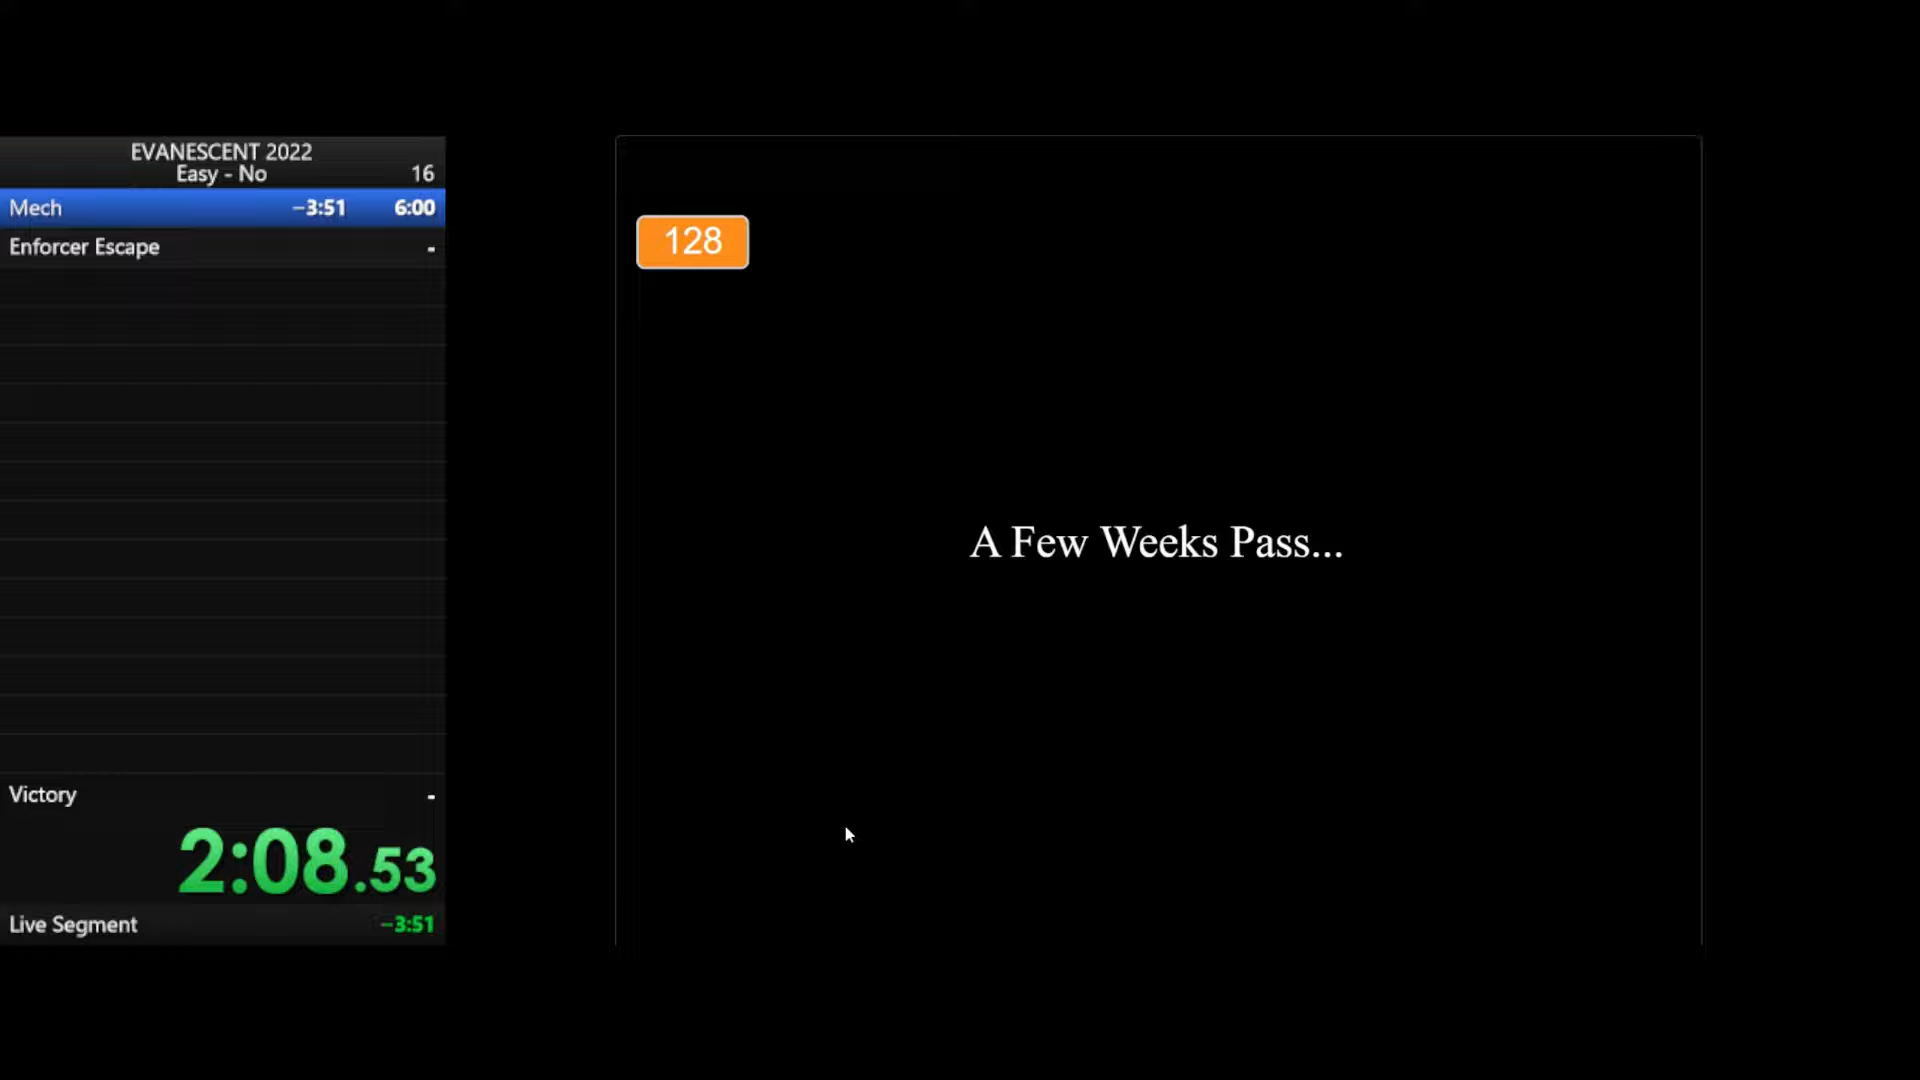 EVANESCENT 2022
Easy - No 16
Mech −3:51 6:00
Enforcer Escape -
Victory -
2:08.53
Live Segment −3:51
128
A Few Weeks Pass...